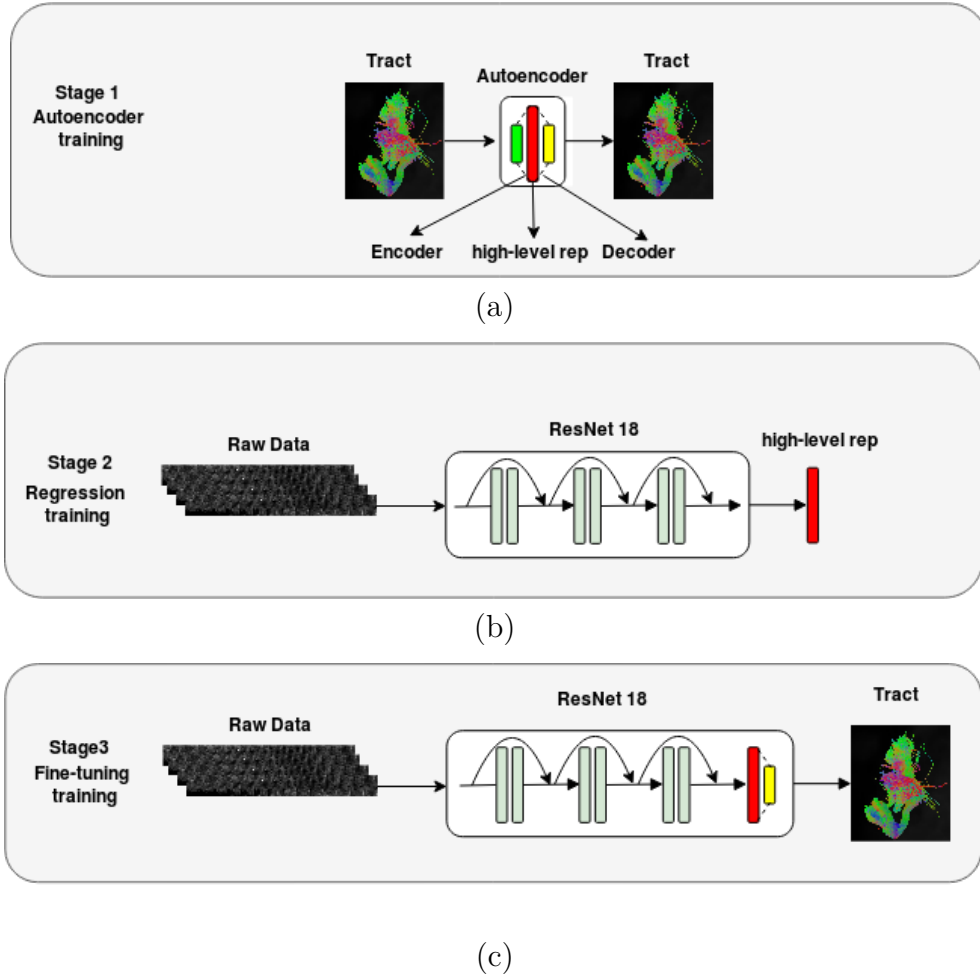 Tract
Tract
Autoencoder
Stage 1
Autoencoder
training
Encoder
high-level rep
Decoder
(a)
ResNet 18
Raw Data
high-level rep
Stage 2
Regression
training
(b)
ResNet 18
Tract
Raw Data
Stage3
Fine-tuning
training
(c)